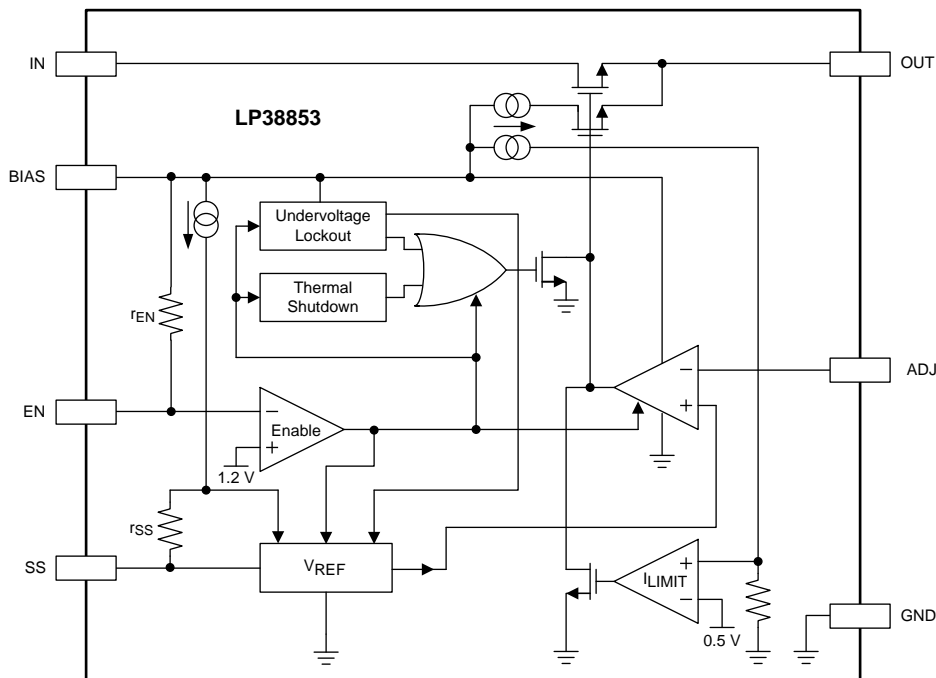 IN
OUT
LP38853
BIAS
Undervoltage
Lockout
Thermal
Shutdown
rEN
ADJ
EN
−
Enable
+
1.2 V
−
+
rSS
SS
VREF
+
ILIMIT
−
0.5 V
GND